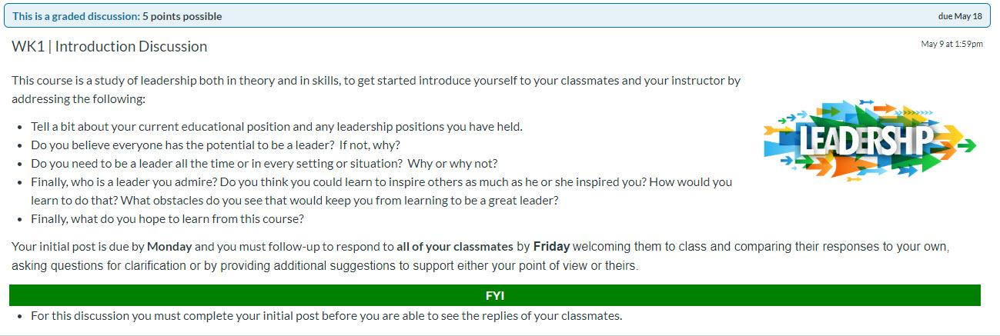 This is a graded discussion: 5 points possible
due May 18
WK1 | Introduction Discussion
May 9 at 1:59pm
This course is a study of leadership both in theory and in skills, to get started introduce yourself to your classmates and your instructor by
addressing the following:
• Tell a bit about your current educational position and any leadership positions you have held.
• Do you believe everyone has the potential to be a leader? If not, why?
• Do you need to be a leader all the time or in every setting or situation? Why or why not?
• Finally, who is a leader you admire? Do you think you could learn to inspire others as much as he or she inspired you? How would you
learn to do that? What obstacles do you see that would keep you from learning to be a great leader?
• Finally, what do you hope to learn from this course?
LEADERSHIP
Your initial post is due by Monday and you must follow-up to respond to all of your classmates by Friday welcoming them to class and comparing their responses to your own,
asking questions for clarification or by providing additional suggestions to support either your point of view or theirs.
FYI
• For this discussion you must complete your initial post before you are able to see the replies of your classmates.